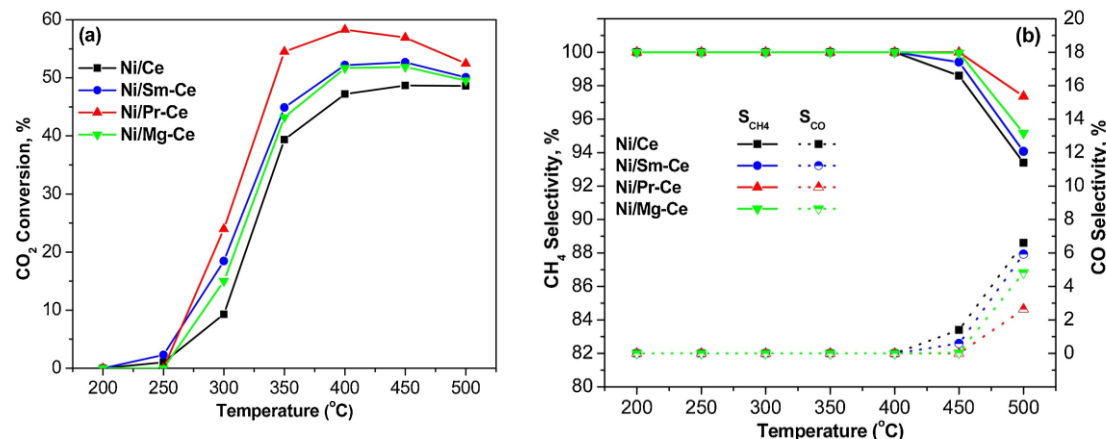 (a)
60
50
40
30
20
10
0
CO2 Conversion, %
Ni/Ce
Ni/Sm-Ce
Ni/Pr-Ce
Ni/Mg-Ce
200 250 300 350 400 450 500
Temperature (°C)
(b)
100
98
96
94
92
90
88
86
84
82
80
CH4 Selectivity, %
SCH4 SCO
Ni/Ce
Ni/Sm-Ce
Ni/Pr-Ce
Ni/Mg-Ce
20
18
16
14
12
10
8
6
4
2
0
CO Selectivity, %
200 250 300 350 400 450 500
Temperature (°C)